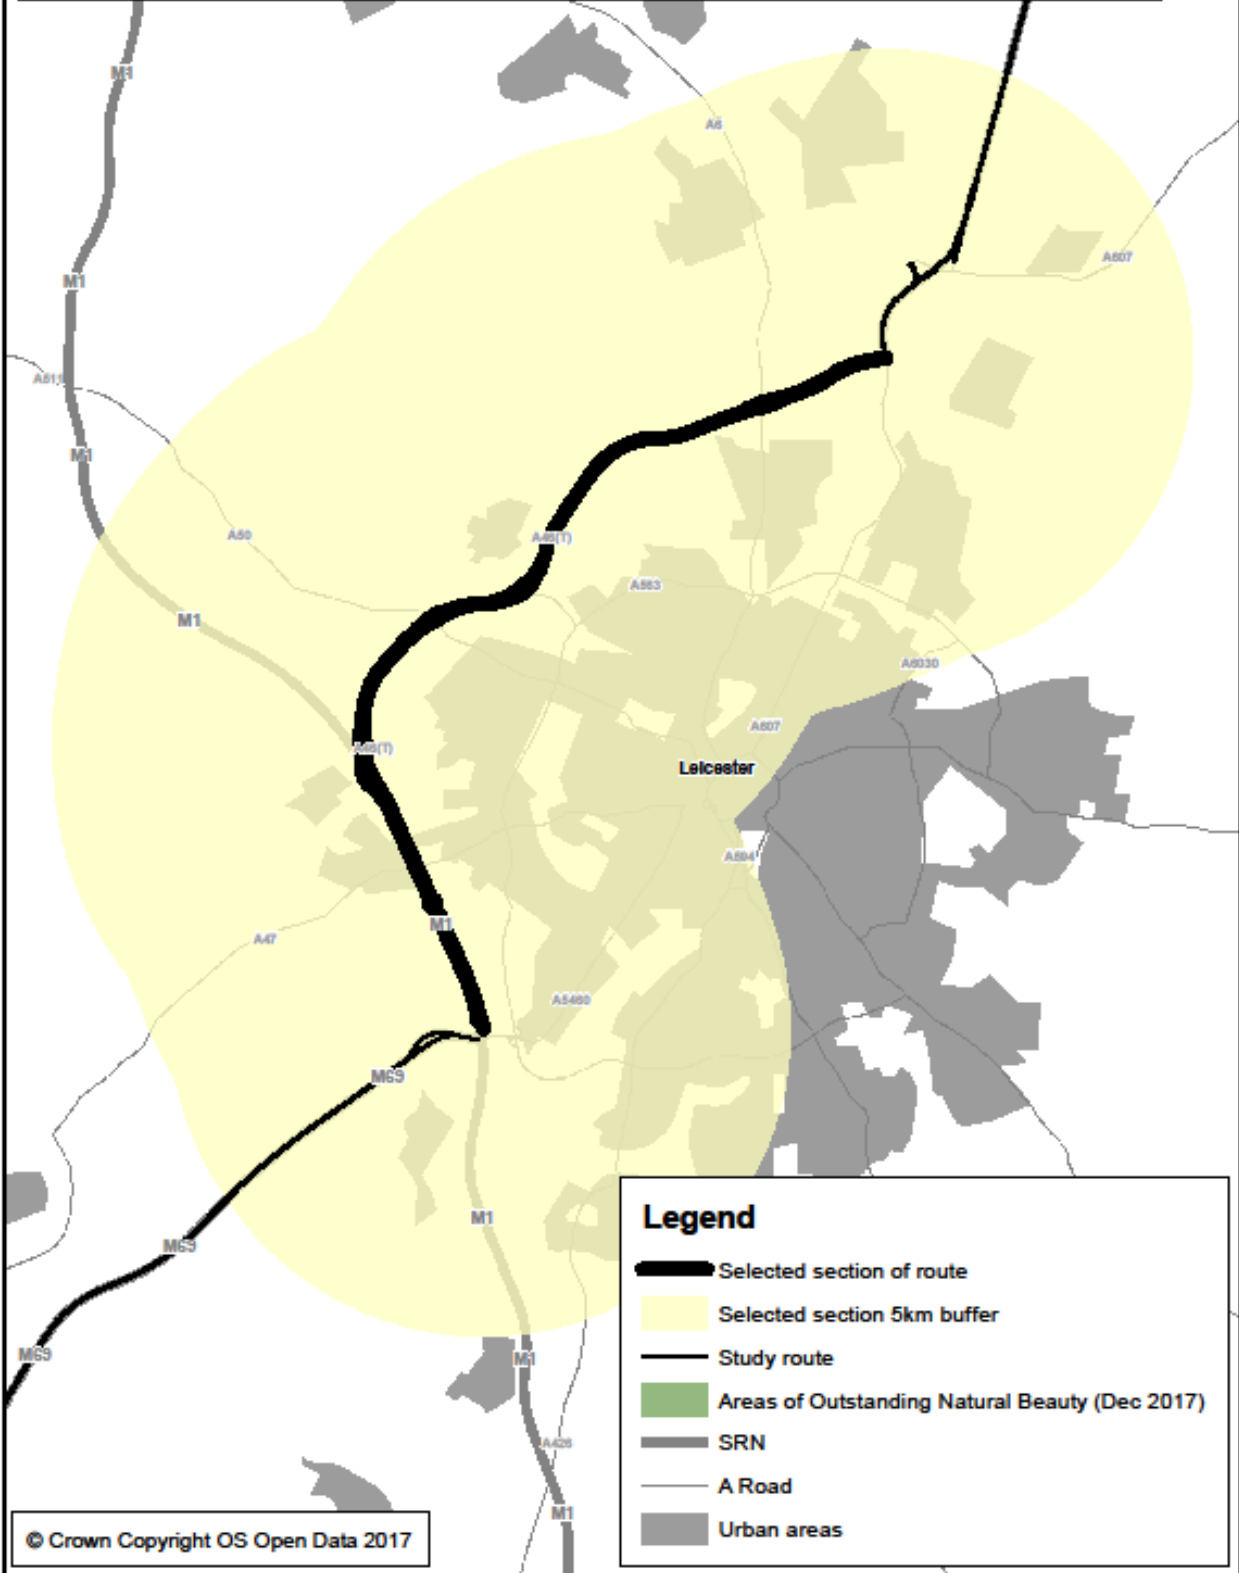 M1
A6
M1
A607
A511
M1
A50
A46(T)
A563
M1
A6030
A607
A46(T)
Leicester
A594
M1
A47
A5460
M69
M1
M69
M69
M1
A426
M1
Legend
Selected section of route
Selected section 5km buffer
Study route
Areas of Outstanding Natural Beauty (Dec 2017)
SRN
A Road
Urban areas
© Crown Copyright OS Open Data 2017